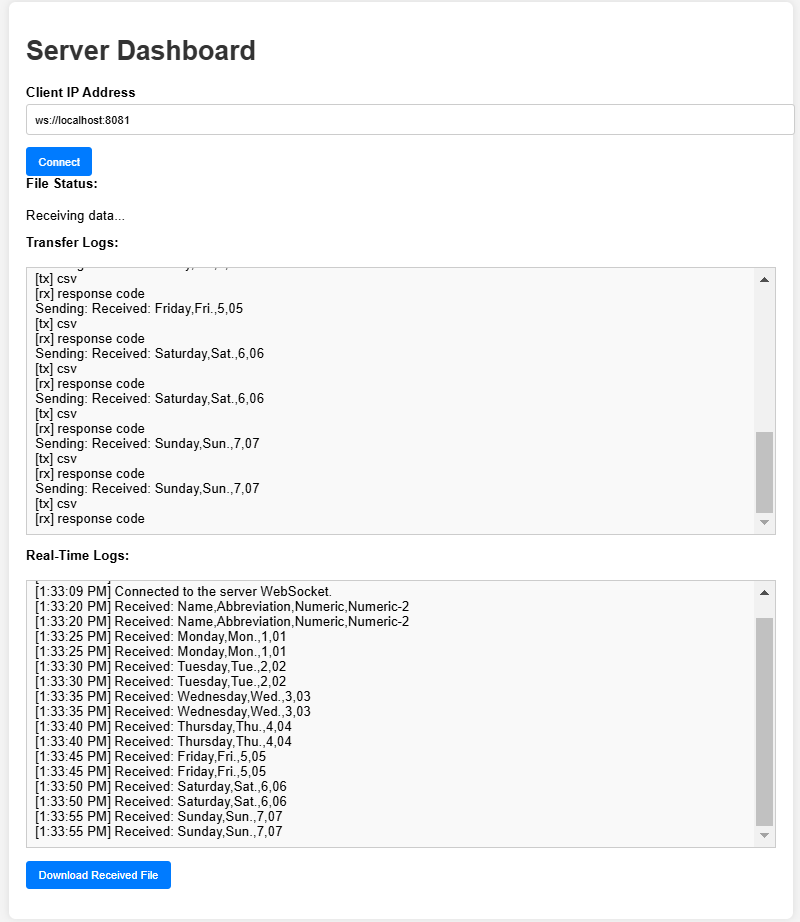 Server Dashboard
Client IP Address
ws://localhost:8081
Connect
File Status:
Receiving data...
Transfer Logs:
[tx] csv
[rx] response code
Sending: Received: Friday,Fri.,5,05
[tx] csv
[rx] response code
Sending: Received: Saturday,Sat.,6,06
[tx] csv
[rx] response code
Sending: Received: Saturday,Sat.,6,06
[tx] csv
[rx] response code
Sending: Received: Sunday,Sun.,7,07
[tx] csv
[rx] response code
Sending: Received: Sunday,Sun.,7,07
[tx] csv
[rx] response code
Real-Time Logs:
[1:33:09 PM] Connected to the server WebSocket.
[1:33:20 PM] Received: Name,Abbreviation,Numeric,Numeric-2
[1:33:20 PM] Received: Name,Abbreviation,Numeric,Numeric-2
[1:33:25 PM] Received: Monday,Mon.,1,01
[1:33:25 PM] Received: Monday,Mon.,1,01
[1:33:30 PM] Received: Tuesday,Tue.,2,02
[1:33:30 PM] Received: Tuesday,Tue.,2,02
[1:33:35 PM] Received: Wednesday,Wed.,3,03
[1:33:35 PM] Received: Wednesday,Wed.,3,03
[1:33:40 PM] Received: Thursday,Thu.,4,04
[1:33:40 PM] Received: Thursday,Thu.,4,04
[1:33:45 PM] Received: Friday,Fri.,5,05
[1:33:45 PM] Received: Friday,Fri.,5,05
[1:33:50 PM] Received: Saturday,Sat.,6,06
[1:33:50 PM] Received: Saturday,Sat.,6,06
[1:33:55 PM] Received: Sunday,Sun.,7,07
[1:33:55 PM] Received: Sunday,Sun.,7,07
Download Received File